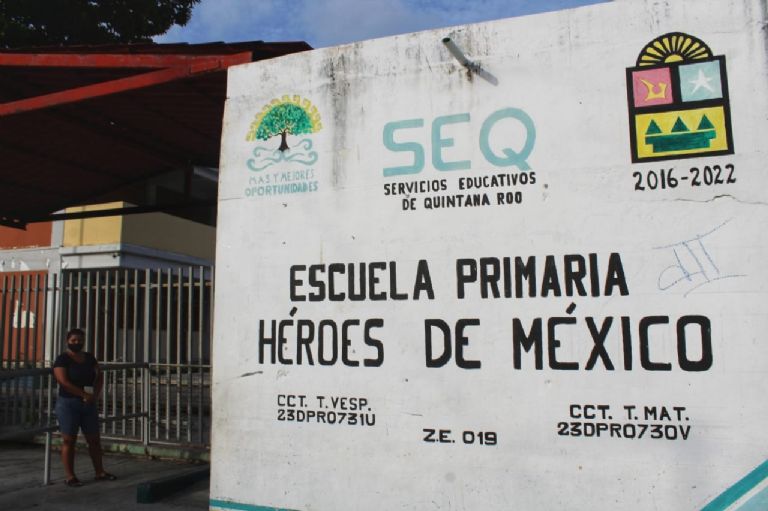 MAS Y MEJORES
OPORTUNIDADES
SEQ
SERVICIOS EDUCATIVOS
DE QUINTANA ROO
2016-2022
ESCUELA PRIMARIA
HÉROES DE MÉXICO
CCT. T.VESP.
23DPR0731U
Z.E. 019
CCT. T. MAT.
23DPR0730V